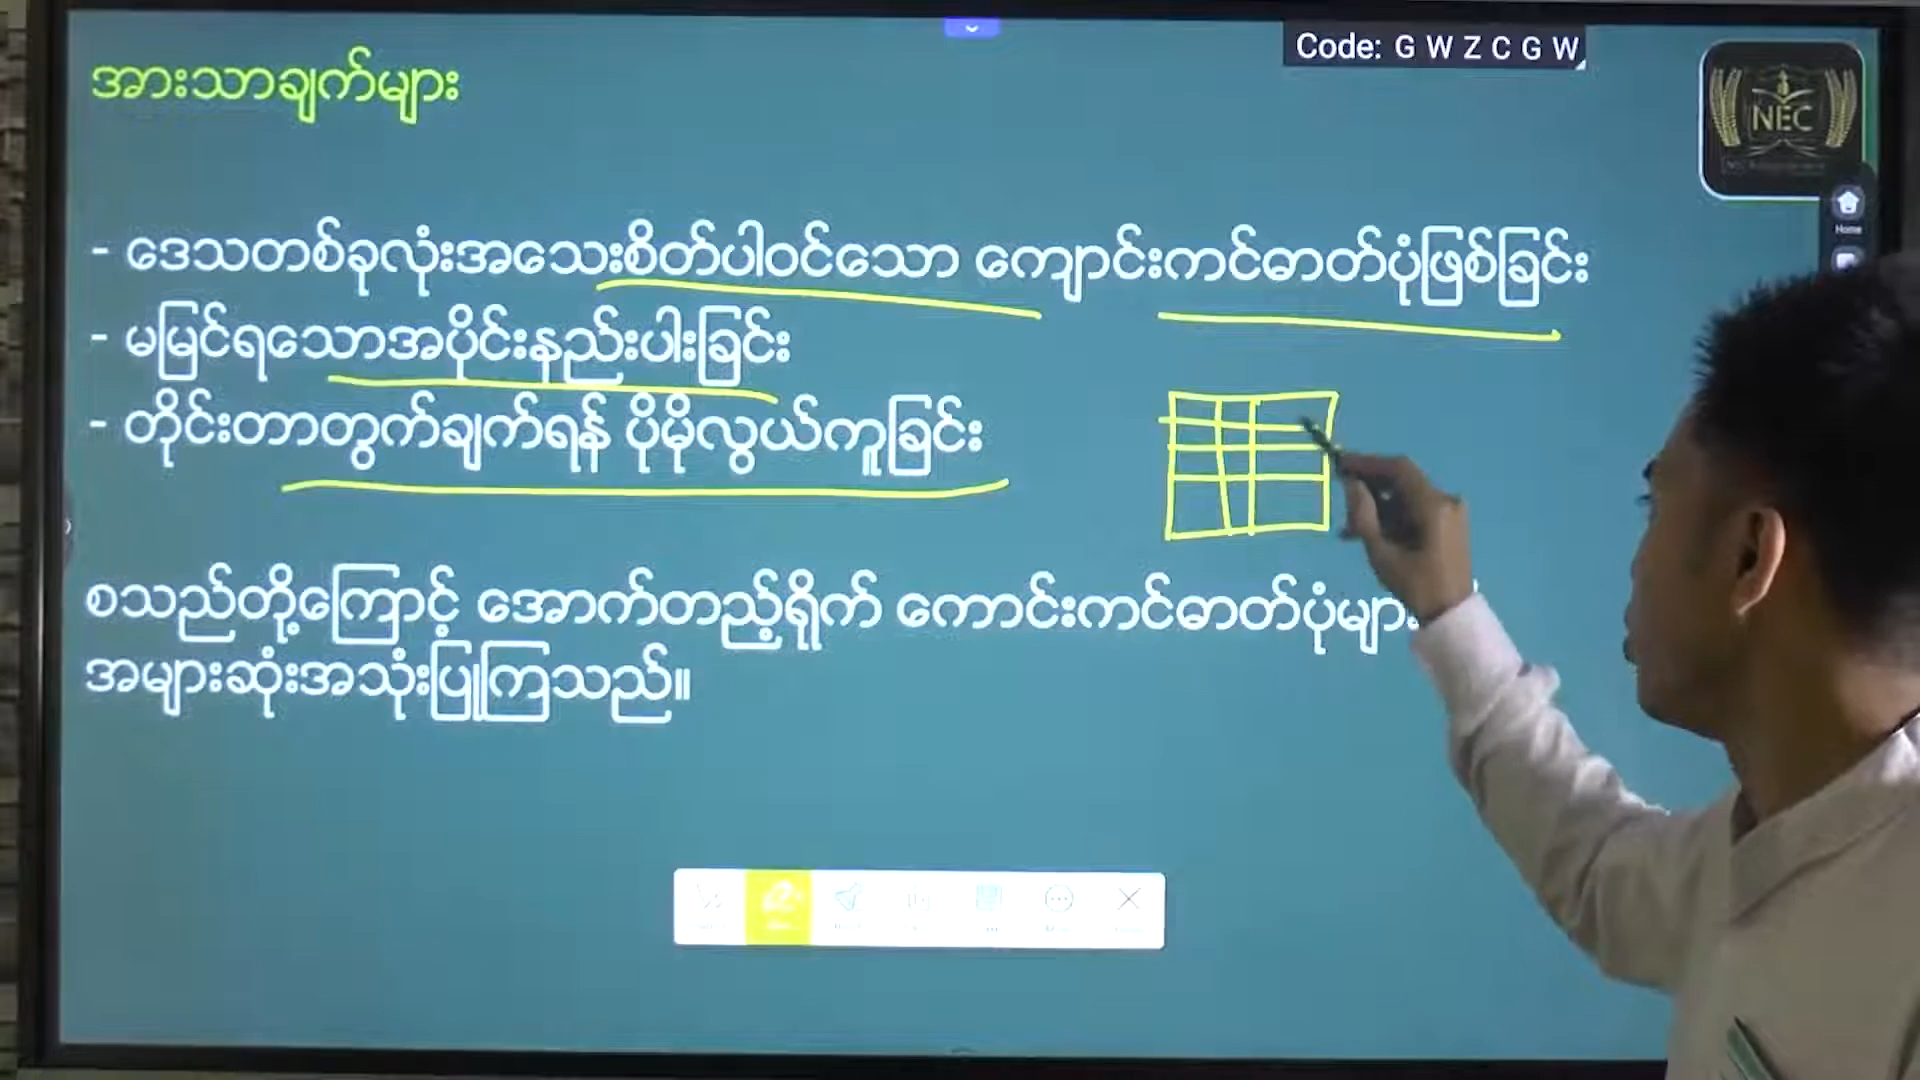 Code: G W Z C G W
အားသာချက်များ
NEC
Home
- ဒေသတစ်ခုလုံးအသေးစိတ်ပါဝင်သော ကျောင်းကင်ဓာတ်ပုံဖြစ်ခြင်း
- မမြင်ရသောအပိုင်းနည်းပါးခြင်း
- တိုင်းတာတွက်ချက်ရန် ပိုမိုလွယ်ကူခြင်း
စသည်တို့ကြောင့် အောက်တည့်ရိုက် ကောင်းကင်ဓာတ်ပုံများ
အများဆုံးအသုံးပြုကြသည်။